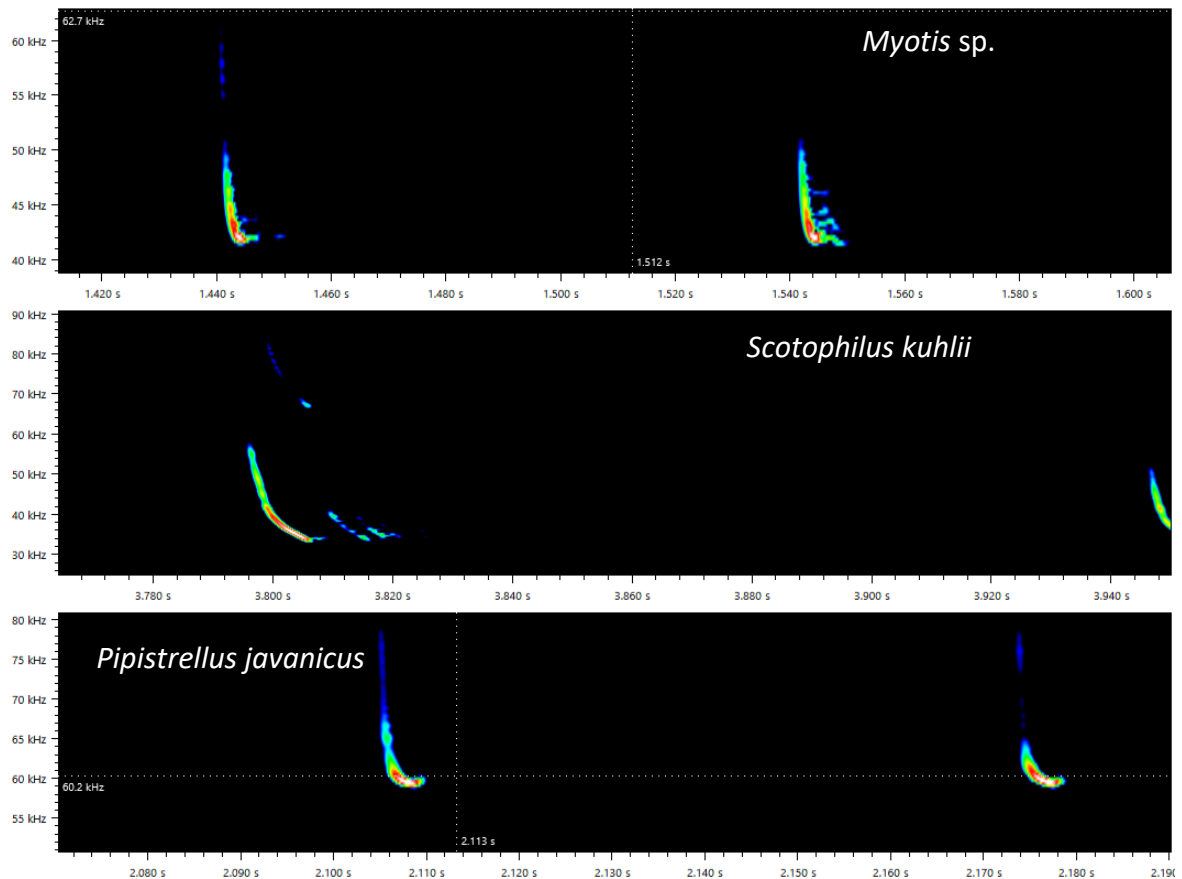 62.7 kHz
Myotis sp.
60 kHz
55 kHz
50 kHz
45 kHz
40 kHz
1.512 s
1.420 s 1.440 s 1.460 s 1.480 s 1.500 s 1.520 s 1.540 s 1.560 s 1.580 s 1.600 s
90 kHz
Scotophilus kuhlii
80 kHz
70 kHz
60 kHz
50 kHz
40 kHz
30 kHz
3.780 s 3.800 s 3.820 s 3.840 s 3.860 s 3.880 s 3.900 s 3.920 s 3.940 s
80 kHz
Pipistrellus javanicus
75 kHz
70 kHz
65 kHz
60 kHz
60.2 kHz
55 kHz
2.113 s
2.080 s 2.090 s 2.100 s 2.110 s 2.120 s 2.130 s 2.140 s 2.150 s 2.160 s 2.170 s 2.180 s 2.190